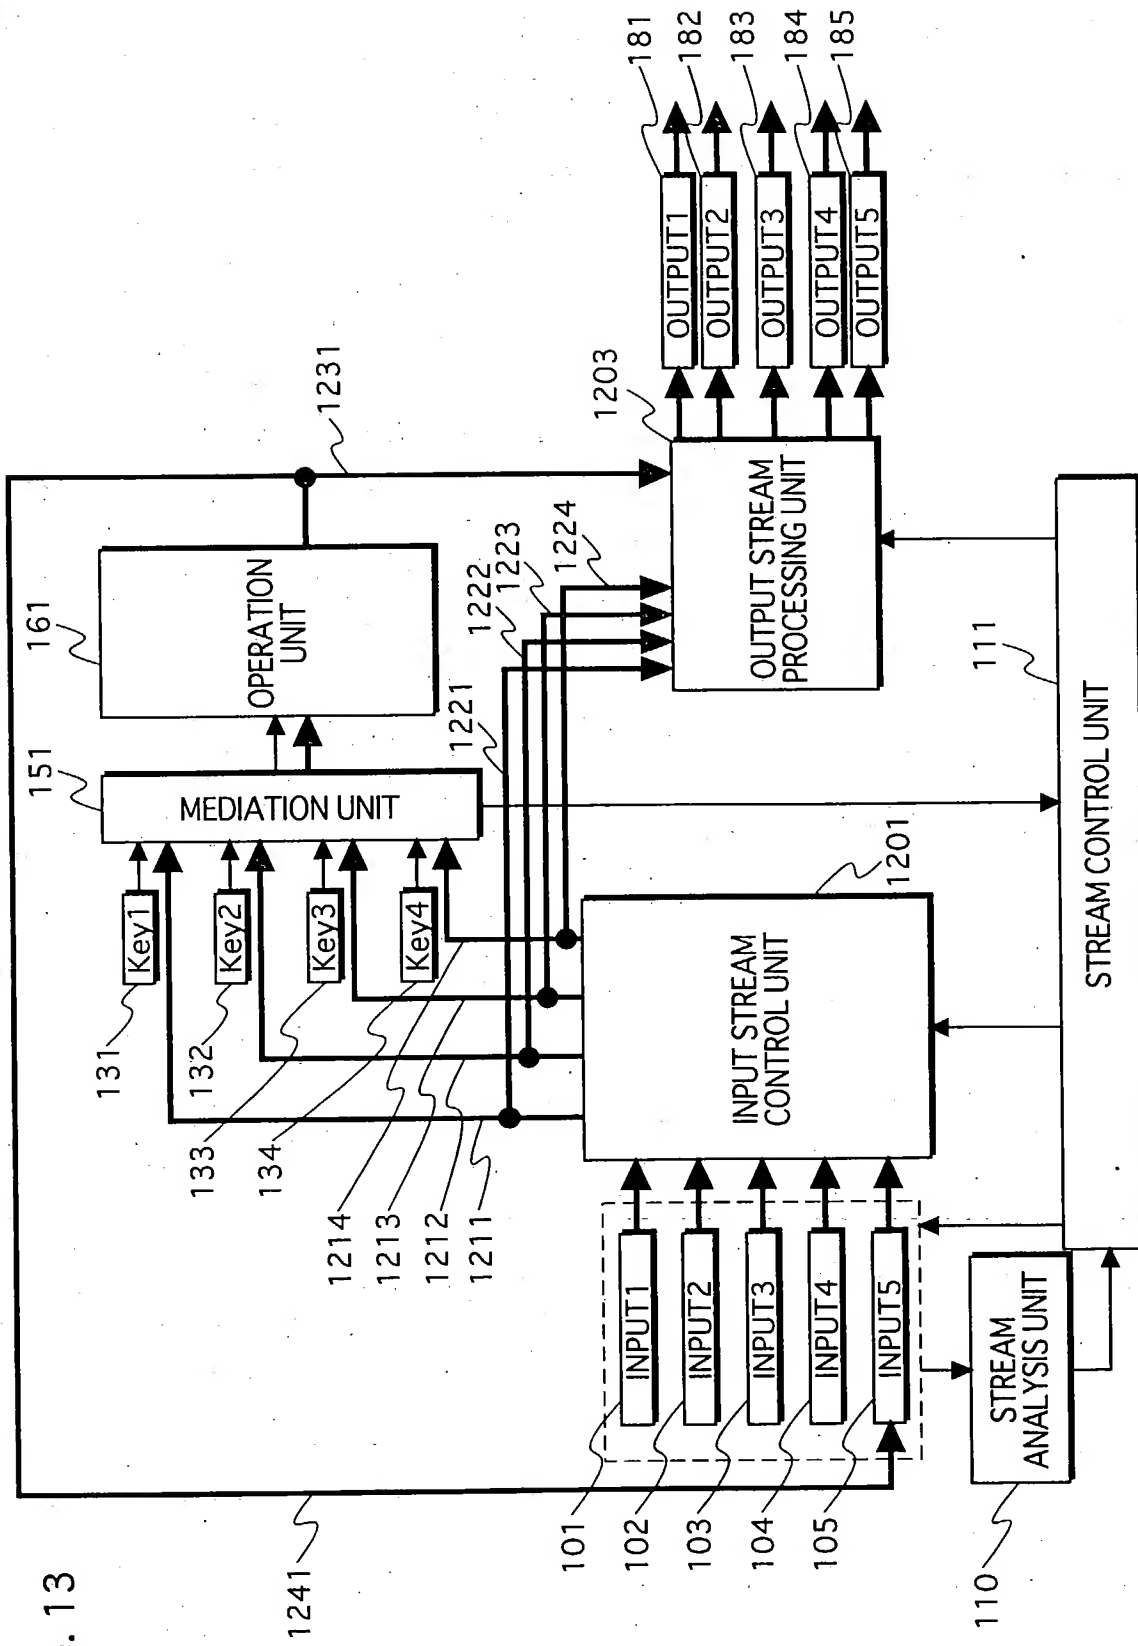 . 13
1241
131
Key1
132
Key2
133
Key3
134
Key4
151
MEDIATION UNIT
161
OPERATION
UNIT
1231
1214
1213
1212
1211
1221
1222
1223
1224
1203
101
INPUT1
102
INPUT2
103
INPUT3
104
INPUT4
105
INPUT5
INPUT STREAM
CONTROL UNIT
1201
OUTPUT STREAM
PROCESSING UNIT
OUTPUT1
181
OUTPUT2
182
OUTPUT3
183
OUTPUT4
184
OUTPUT5
185
110
STREAM
ANALYSIS UNIT
STREAM CONTROL UNIT
111